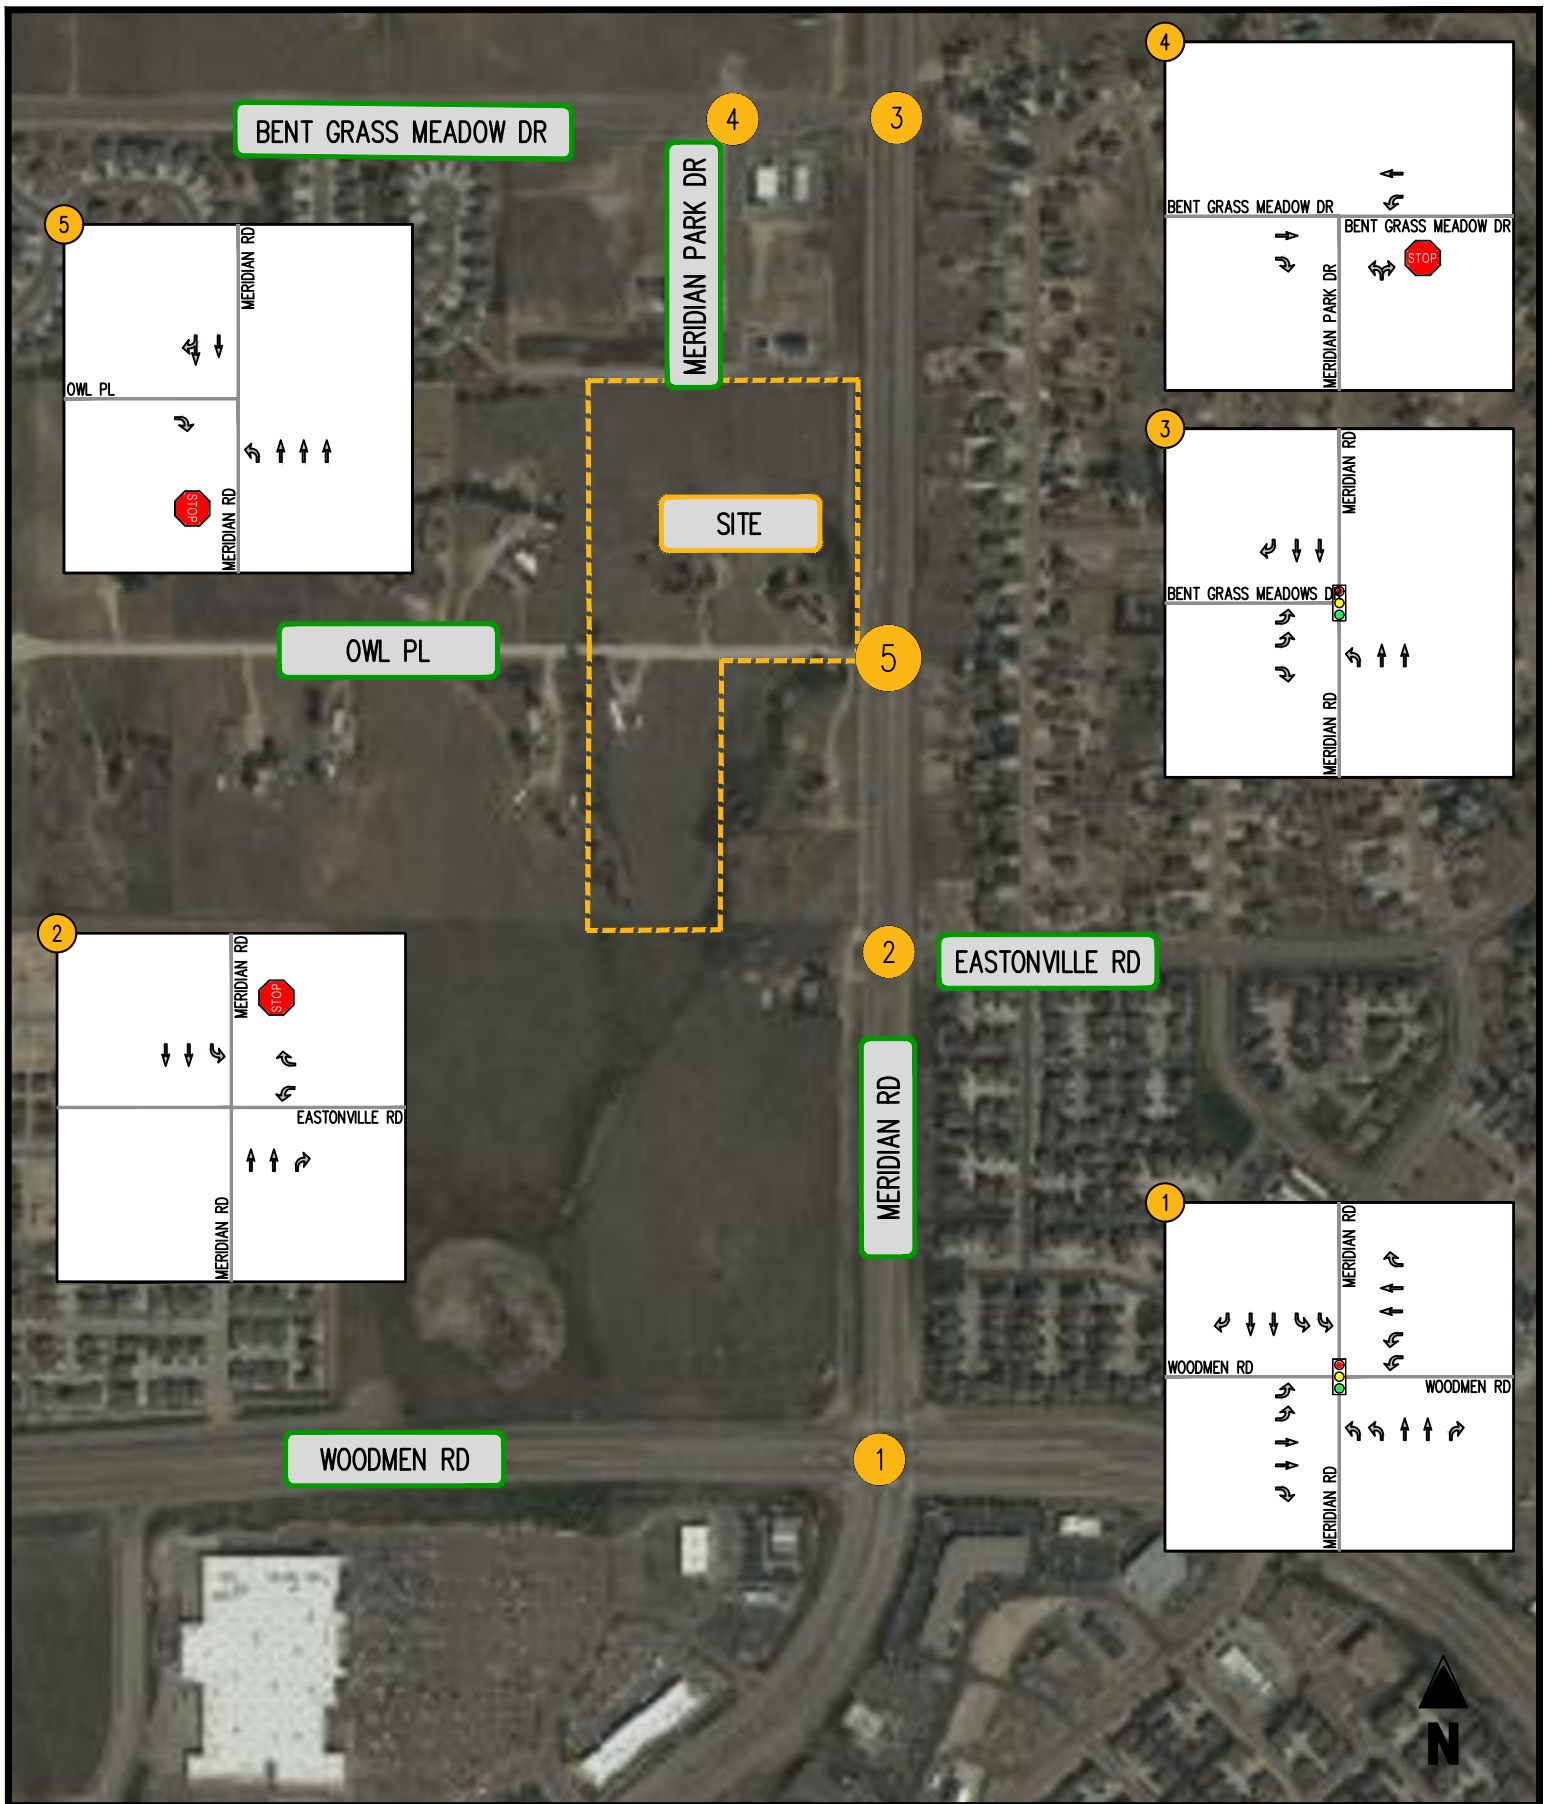 4
BENT GRASS MEADOW DR
4
3
MERIDIAN PARK DR
BENT GRASS MEADOW DR
BENT GRASS MEADOW DR
STOP
MERIDIAN PARK DR
5
MERIDIAN RD
OWL PL
STOP
MERIDIAN RD
3
MERIDIAN RD
BENT GRASS MEADOWS DR
MERIDIAN RD
SITE
OWL PL
5
2
MERIDIAN RD
STOP
EASTONVILLE RD
MERIDIAN RD
2
EASTONVILLE RD
MERIDIAN RD
1
MERIDIAN RD
WOODMEN RD
WOODMEN RD
MERIDIAN RD
WOODMEN RD
1
N